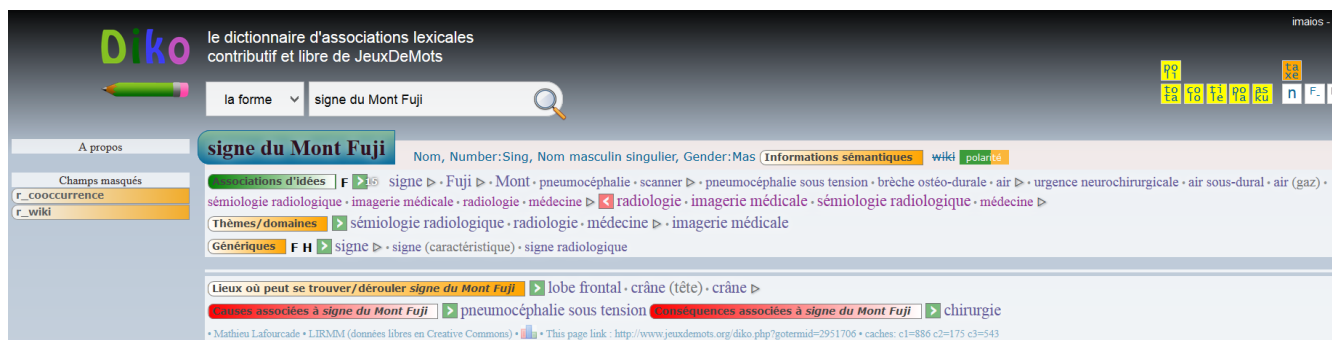 imaios -
Diko
le dictionnaire d'associations lexicales
contributif et libre de JeuxDeMots
la forme signe du Mont Fuji
po li
to ta co lo ti le po la as ku
ta xe
n F-
A propos
Champs masqués
r_cooccurrence
r_wiki
signe du Mont Fuji Nom, Number:Sing, Nom masculin singulier, Gender:Mas Informations sémantiques wiki polarité
Associations d'idées F > 15 signe ▷ · Fuji ▷ · Mont · pneumocéphalie · scanner ▷ · pneumocéphalie sous tension · brèche ostéo-durale · air ▷ · urgence neurochirurgicale · air sous-dural · air (gaz) ·
sémiologie radiologique · imagerie médicale · radiologie · médecine ▷ < radiologie · imagerie médicale · sémiologie radiologique · médecine ▷
Thèmes/domaines > sémiologie radiologique · radiologie · médecine ▷ · imagerie médicale
Génériques F H > signe ▷ · signe (caractéristique) · signe radiologique
Lieux où peut se trouver/dérouler signe du Mont Fuji > lobe frontal · crâne (tête) · crâne ▷
Causes associées à signe du Mont Fuji > pneumocéphalie sous tension Conséquences associées à signe du Mont Fuji > chirurgie
• Mathieu Lafourcade • LIRMM (données libres en Creative Commons) • • This page link : http://www.jeuxdemots.org/diko.php?gotermid=2951706 • caches: c1=886 c2=175 c3=543